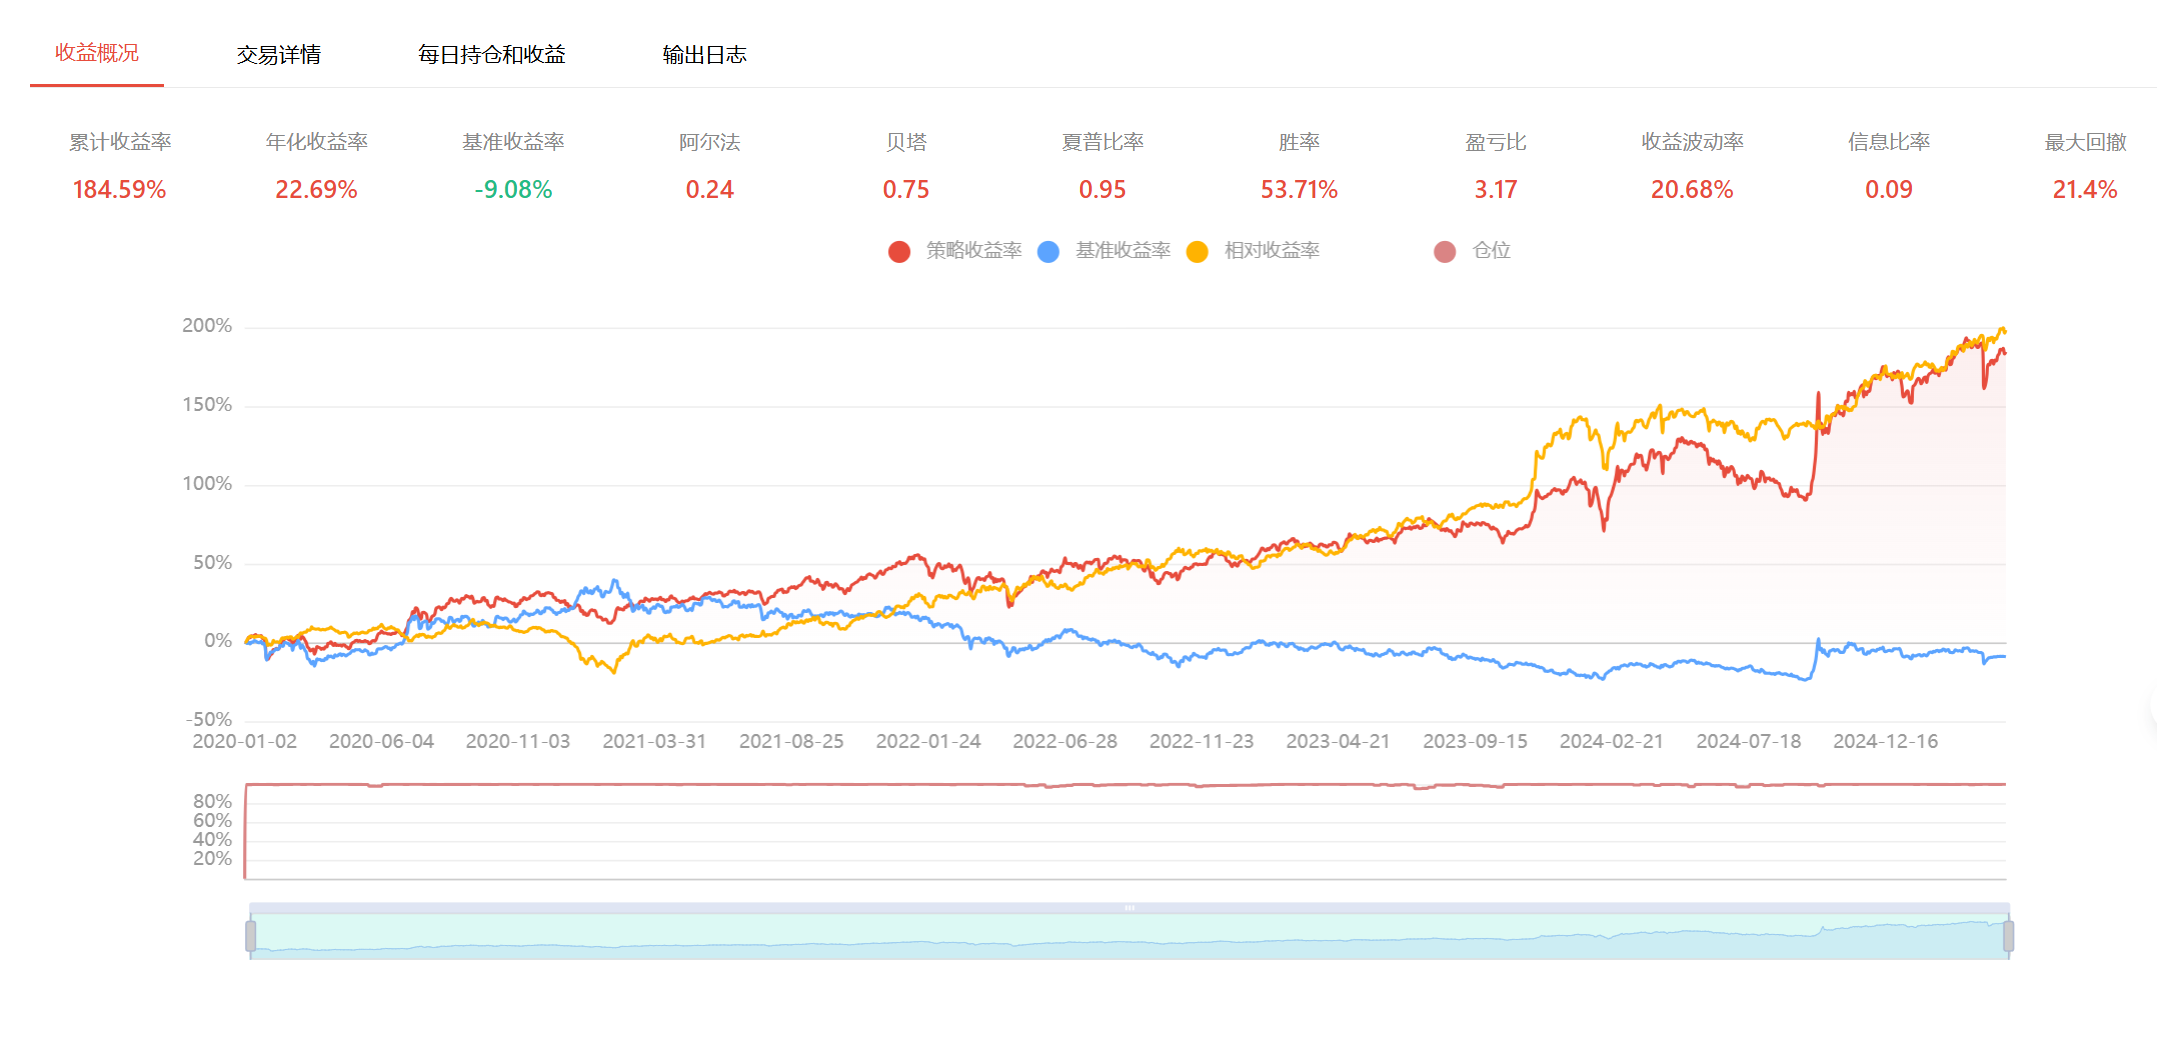 收益概况 交易详情 每日持仓和收益 输出日志
累计收益率 年化收益率 基准收益率 阿尔法 贝塔 夏普比率 胜率 盈亏比 收益波动率 信息比率 最大回撤
184.59% 22.69% -9.08% 0.24 0.75 0.95 53.71% 3.17 20.68% 0.09 21.4%
策略收益率 基准收益率 相对收益率 仓位
200%
150%
100%
50%
0%
-50%
2020-01-02 2020-06-04 2020-11-03 2021-03-31 2021-08-25 2022-01-24 2022-06-28 2022-11-23 2023-04-21 2023-09-15 2024-02-21 2024-07-18 2024-12-16
80%
60%
40%
20%